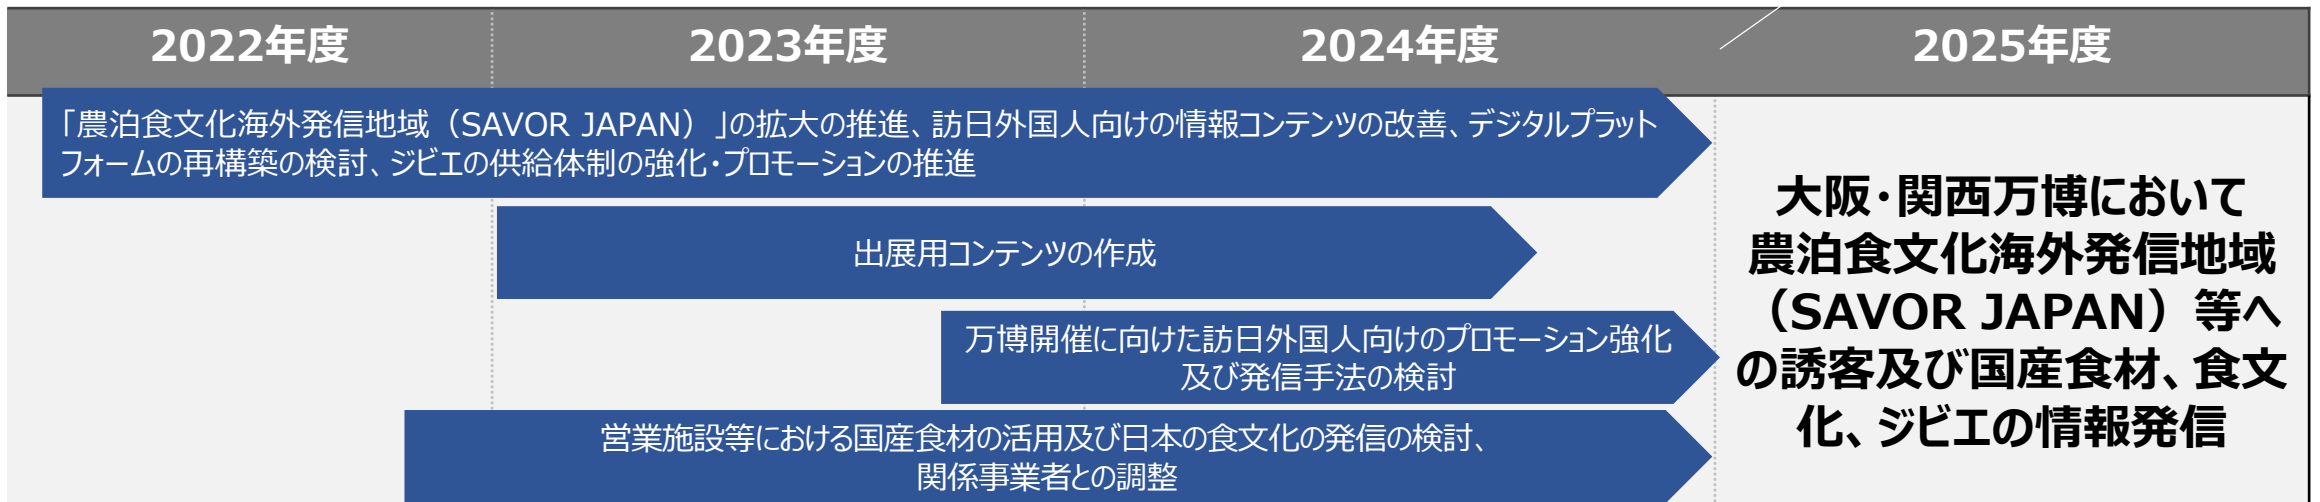 2022年度
2023年度
2024年度
2025年度
「農泊食文化海外発信地域（SAVOR JAPAN）」の拡大の推進、訪日外国人向けの情報コンテンツの改善、デジタルプラット
フォームの再構築の検討、ジビエの供給体制の強化・プロモーションの推進
出展用コンテンツの作成
万博開催に向けた訪日外国人向けのプロモーション強化
及び発信手法の検討
営業施設等における国産食材の活用及び日本の食文化の発信の検討、
関係事業者との調整
大阪・関西万博において
農泊食文化海外発信地域
（SAVOR JAPAN）等へ
の誘客及び国産食材、食文
化、ジビエの情報発信